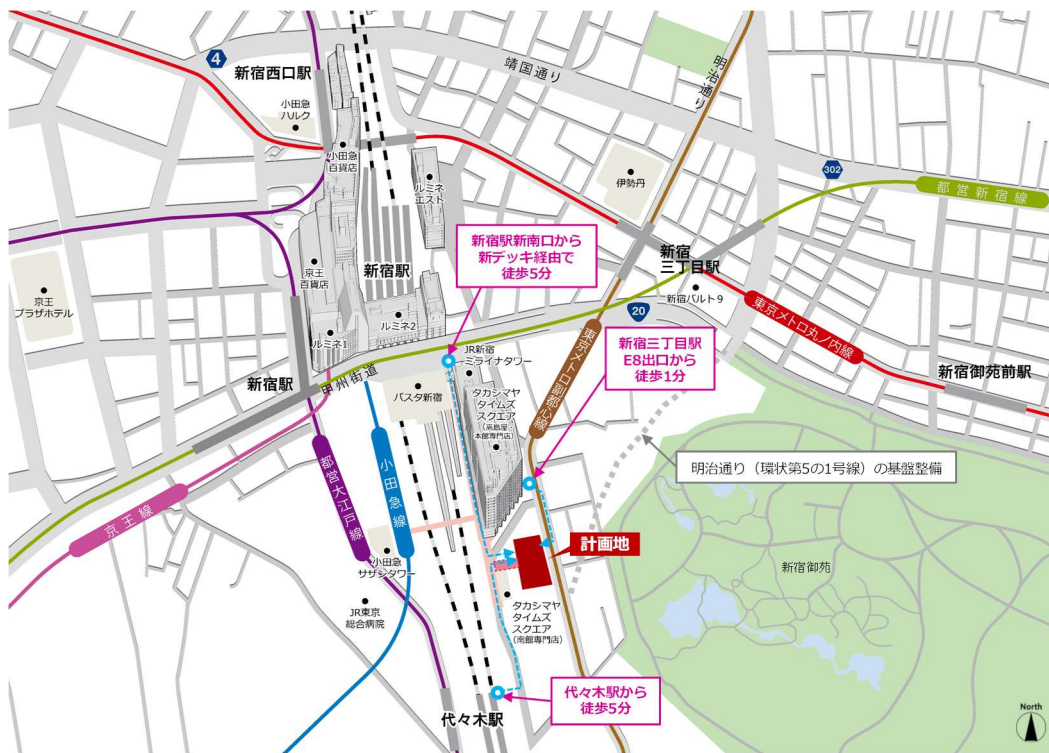 4
新宿西口駅
小田急
ハルク
小田急
百貨店
ルミネ
エスト
靖国通り
明治通り
伊勢丹
302
都営新宿線
新宿駅新南口から
新デッキ経由で
徒歩5分
新宿
三丁目駅
新宿バルト9
京王
プラザホテル
京王
百貨店
新宿駅
ルミネ2
ルミネ1
20
東京メトロ丸ノ内線
新宿三丁目駅
E8出口から
徒歩1分
JR新宿
ミライナタワー
新宿駅
甲州街道
バスタ新宿
タカシマヤ
タイムズ
スクエア
(高島屋・
本館専門店)
東京メトロ副都心線
新宿御苑前駅
明治通り(環状第5の1号線)の基盤整備
京王線
都営大江戸線
小田急線
計画地
小田急
サザンタワー
新宿御苑
JR東京
総合病院
タカシマヤ
タイムズ
スクエア
(南館専門店)
代々木駅から
徒歩5分
代々木駅
North